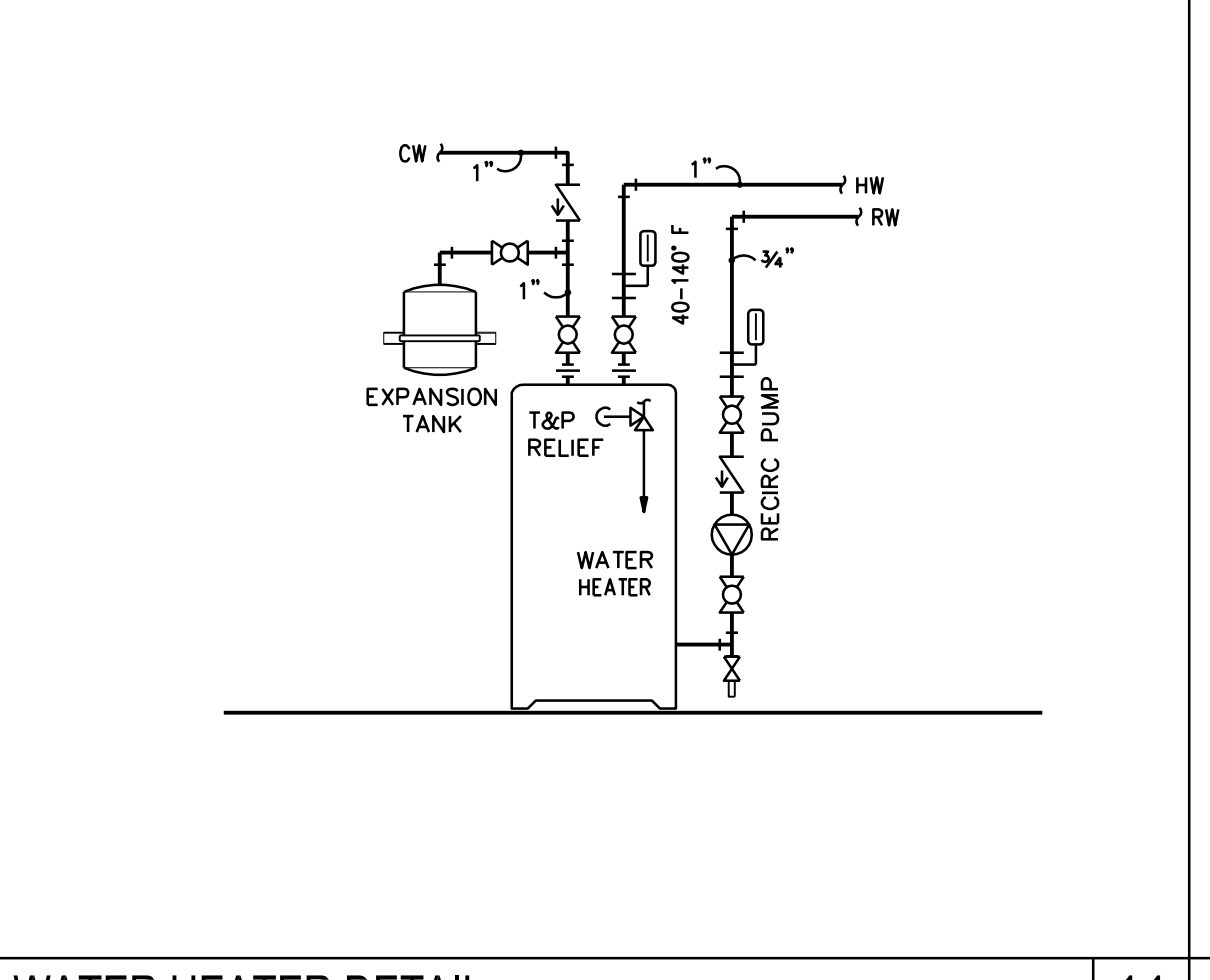 CW
1"
1"
HW
RW
3/4"
40-140° F
1"
EXPANSION
TANK
T&P
RELIEF
RECIRC PUMP
WATER
HEATER
WATER HEATER DETAIL